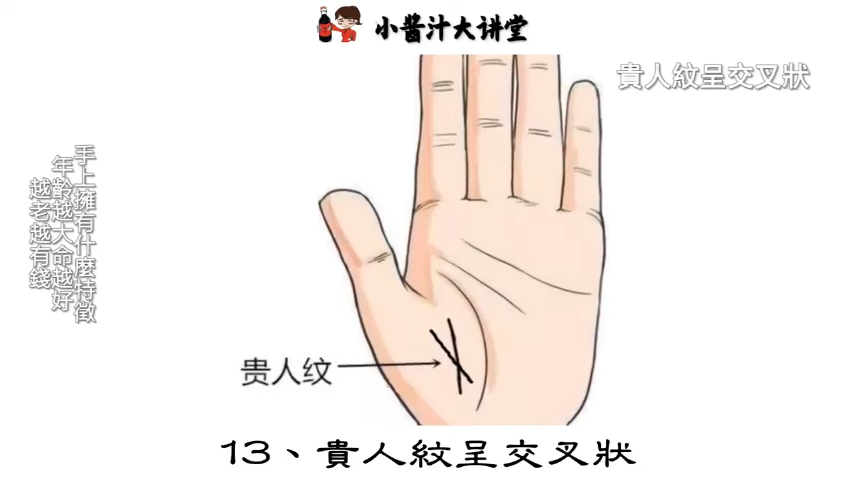 小酱汁大讲堂
貴人紋呈交叉狀
手上擁有什麼特徵
年齡越大命越好
越老越有錢
贵人纹
13、貴人紋呈交叉狀